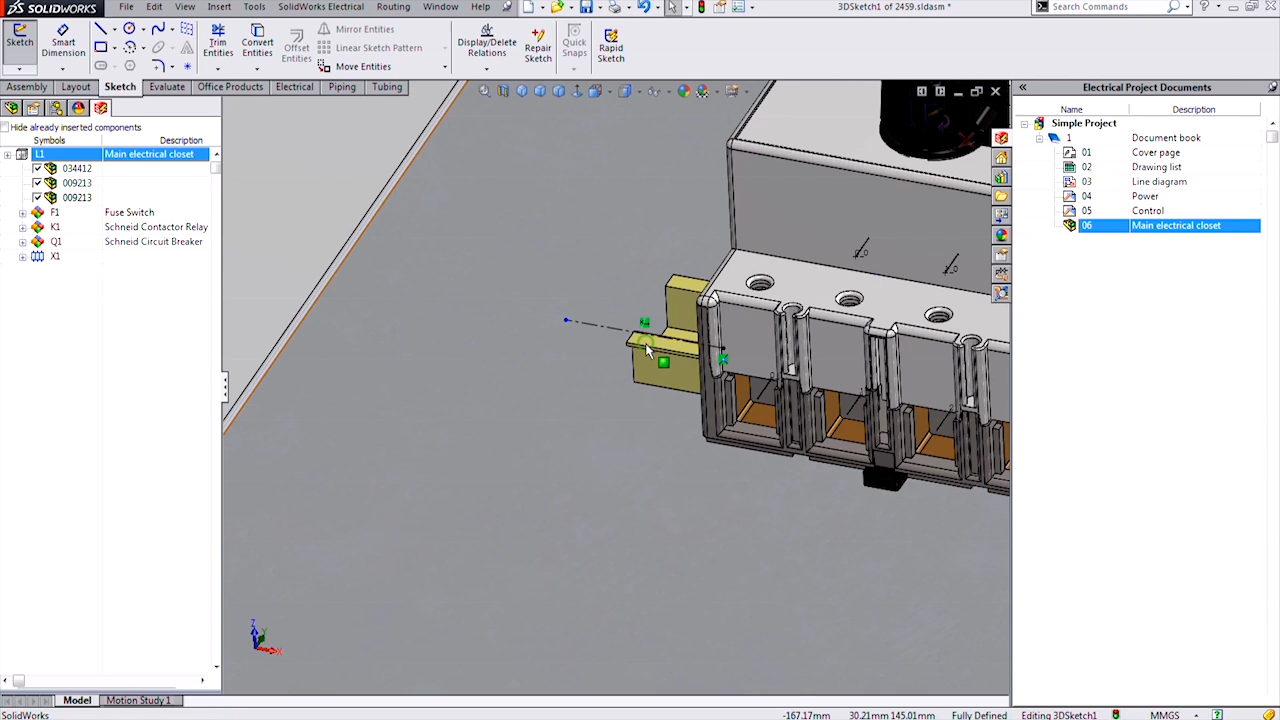 SOLIDWORKS File Edit View Insert Tools SolidWorks Electrical Routing Window Help 3DSketch1 of 2459.sldasm * Search Commands
Sketch Smart Dimension Trim Entities Convert Entities Offset Entities Mirror Entities Linear Sketch Pattern Move Entities Display/Delete Relations Repair Sketch Quick Snaps Rapid Sketch
Assembly Layout Sketch Evaluate Office Products Electrical Piping Tubing
Electrical Project Documents
Hide already inserted components
Symbols Description
L1 Main electrical closet
034412
009213
009213
F1 Fuse Switch
K1 Schneid Contactor Relay
Q1 Schneid Circuit Breaker
X1
Name Description
Simple Project
1 Document book
01 Cover page
02 Drawing list
03 Line diagram
04 Power
05 Control
06 Main electrical closet
Z
X
Model Motion Study 1
SolidWorks -167.17mm 30.21mm 145.01mm Fully Defined Editing 3DSketch1 MMGS